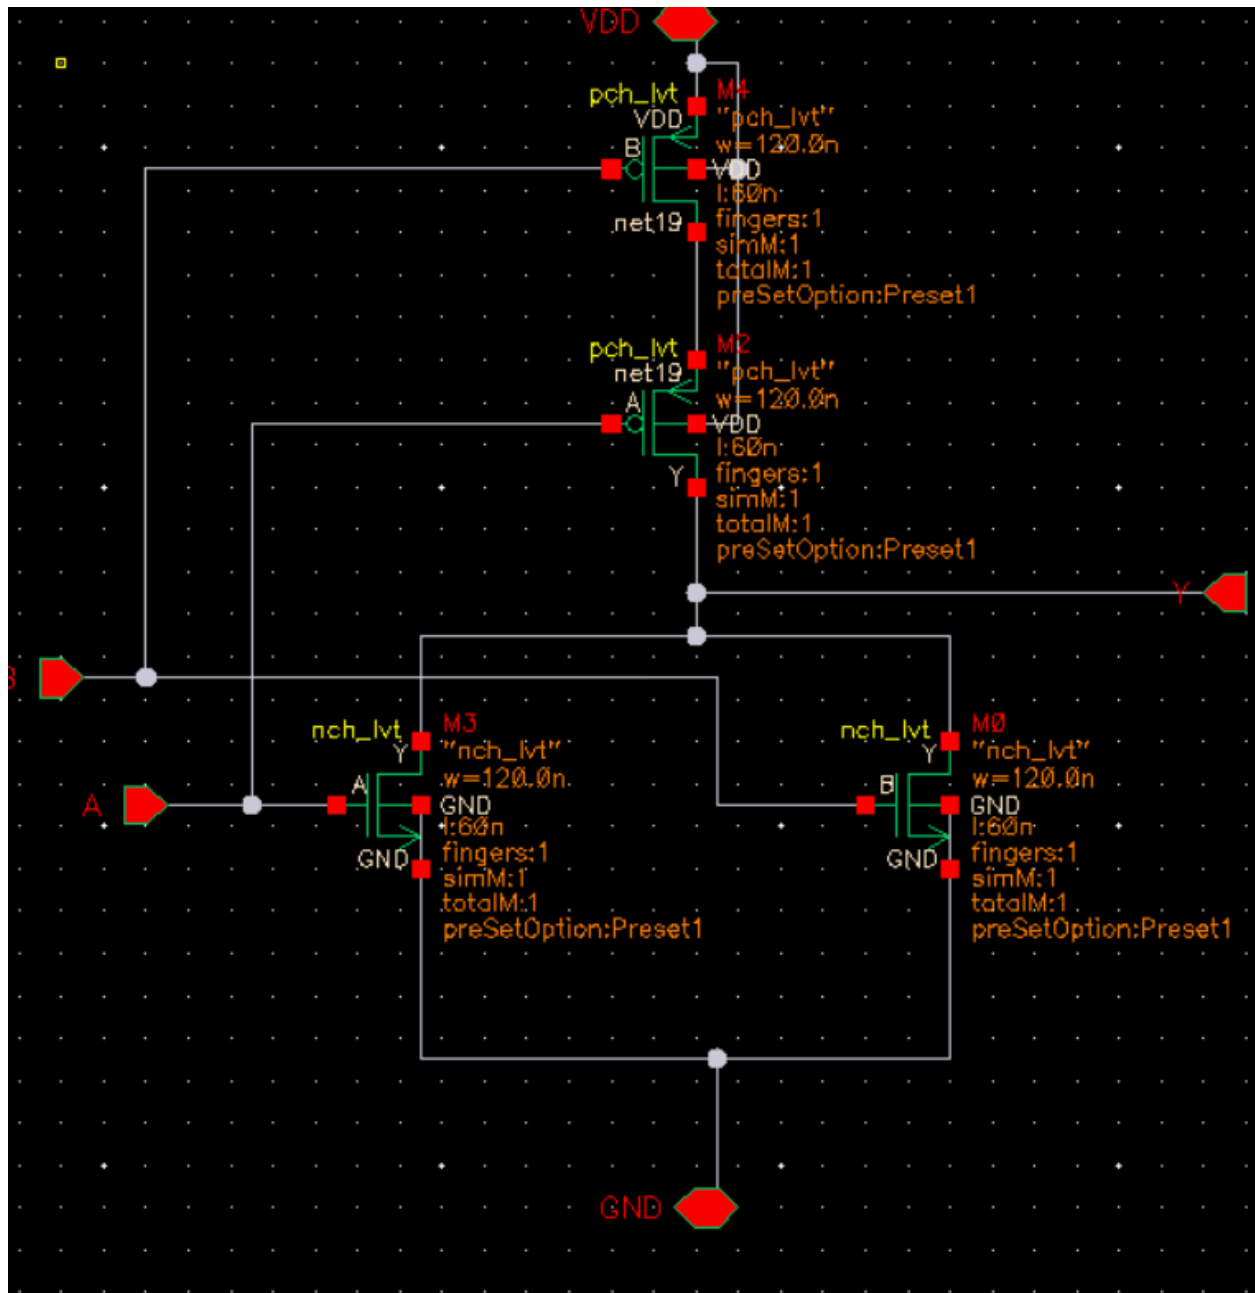 VDD
pch_lvt
M4
VDD
"pch_lvt"
w=120.0n
B
VDD
l:60n
net19
fingers:1
simM:1
totalM:1
preSetOption:Preset1
pch_lvt
M2
net19
"pch_lvt"
w=120.0n
A
VDD
l:60n
Y
fingers:1
simM:1
totalM:1
preSetOption:Preset1
Y
B
nch_lvt
M3
Y
"nch_lvt"
w=120.0n
A
A
GND
l:60n
GND
fingers:1
simM:1
totalM:1
preSetOption:Preset1
nch_lvt
M0
Y
"nch_lvt"
w=120.0n
B
GND
l:60n
GND
fingers:1
simM:1
totalM:1
preSetOption:Preset1
GND